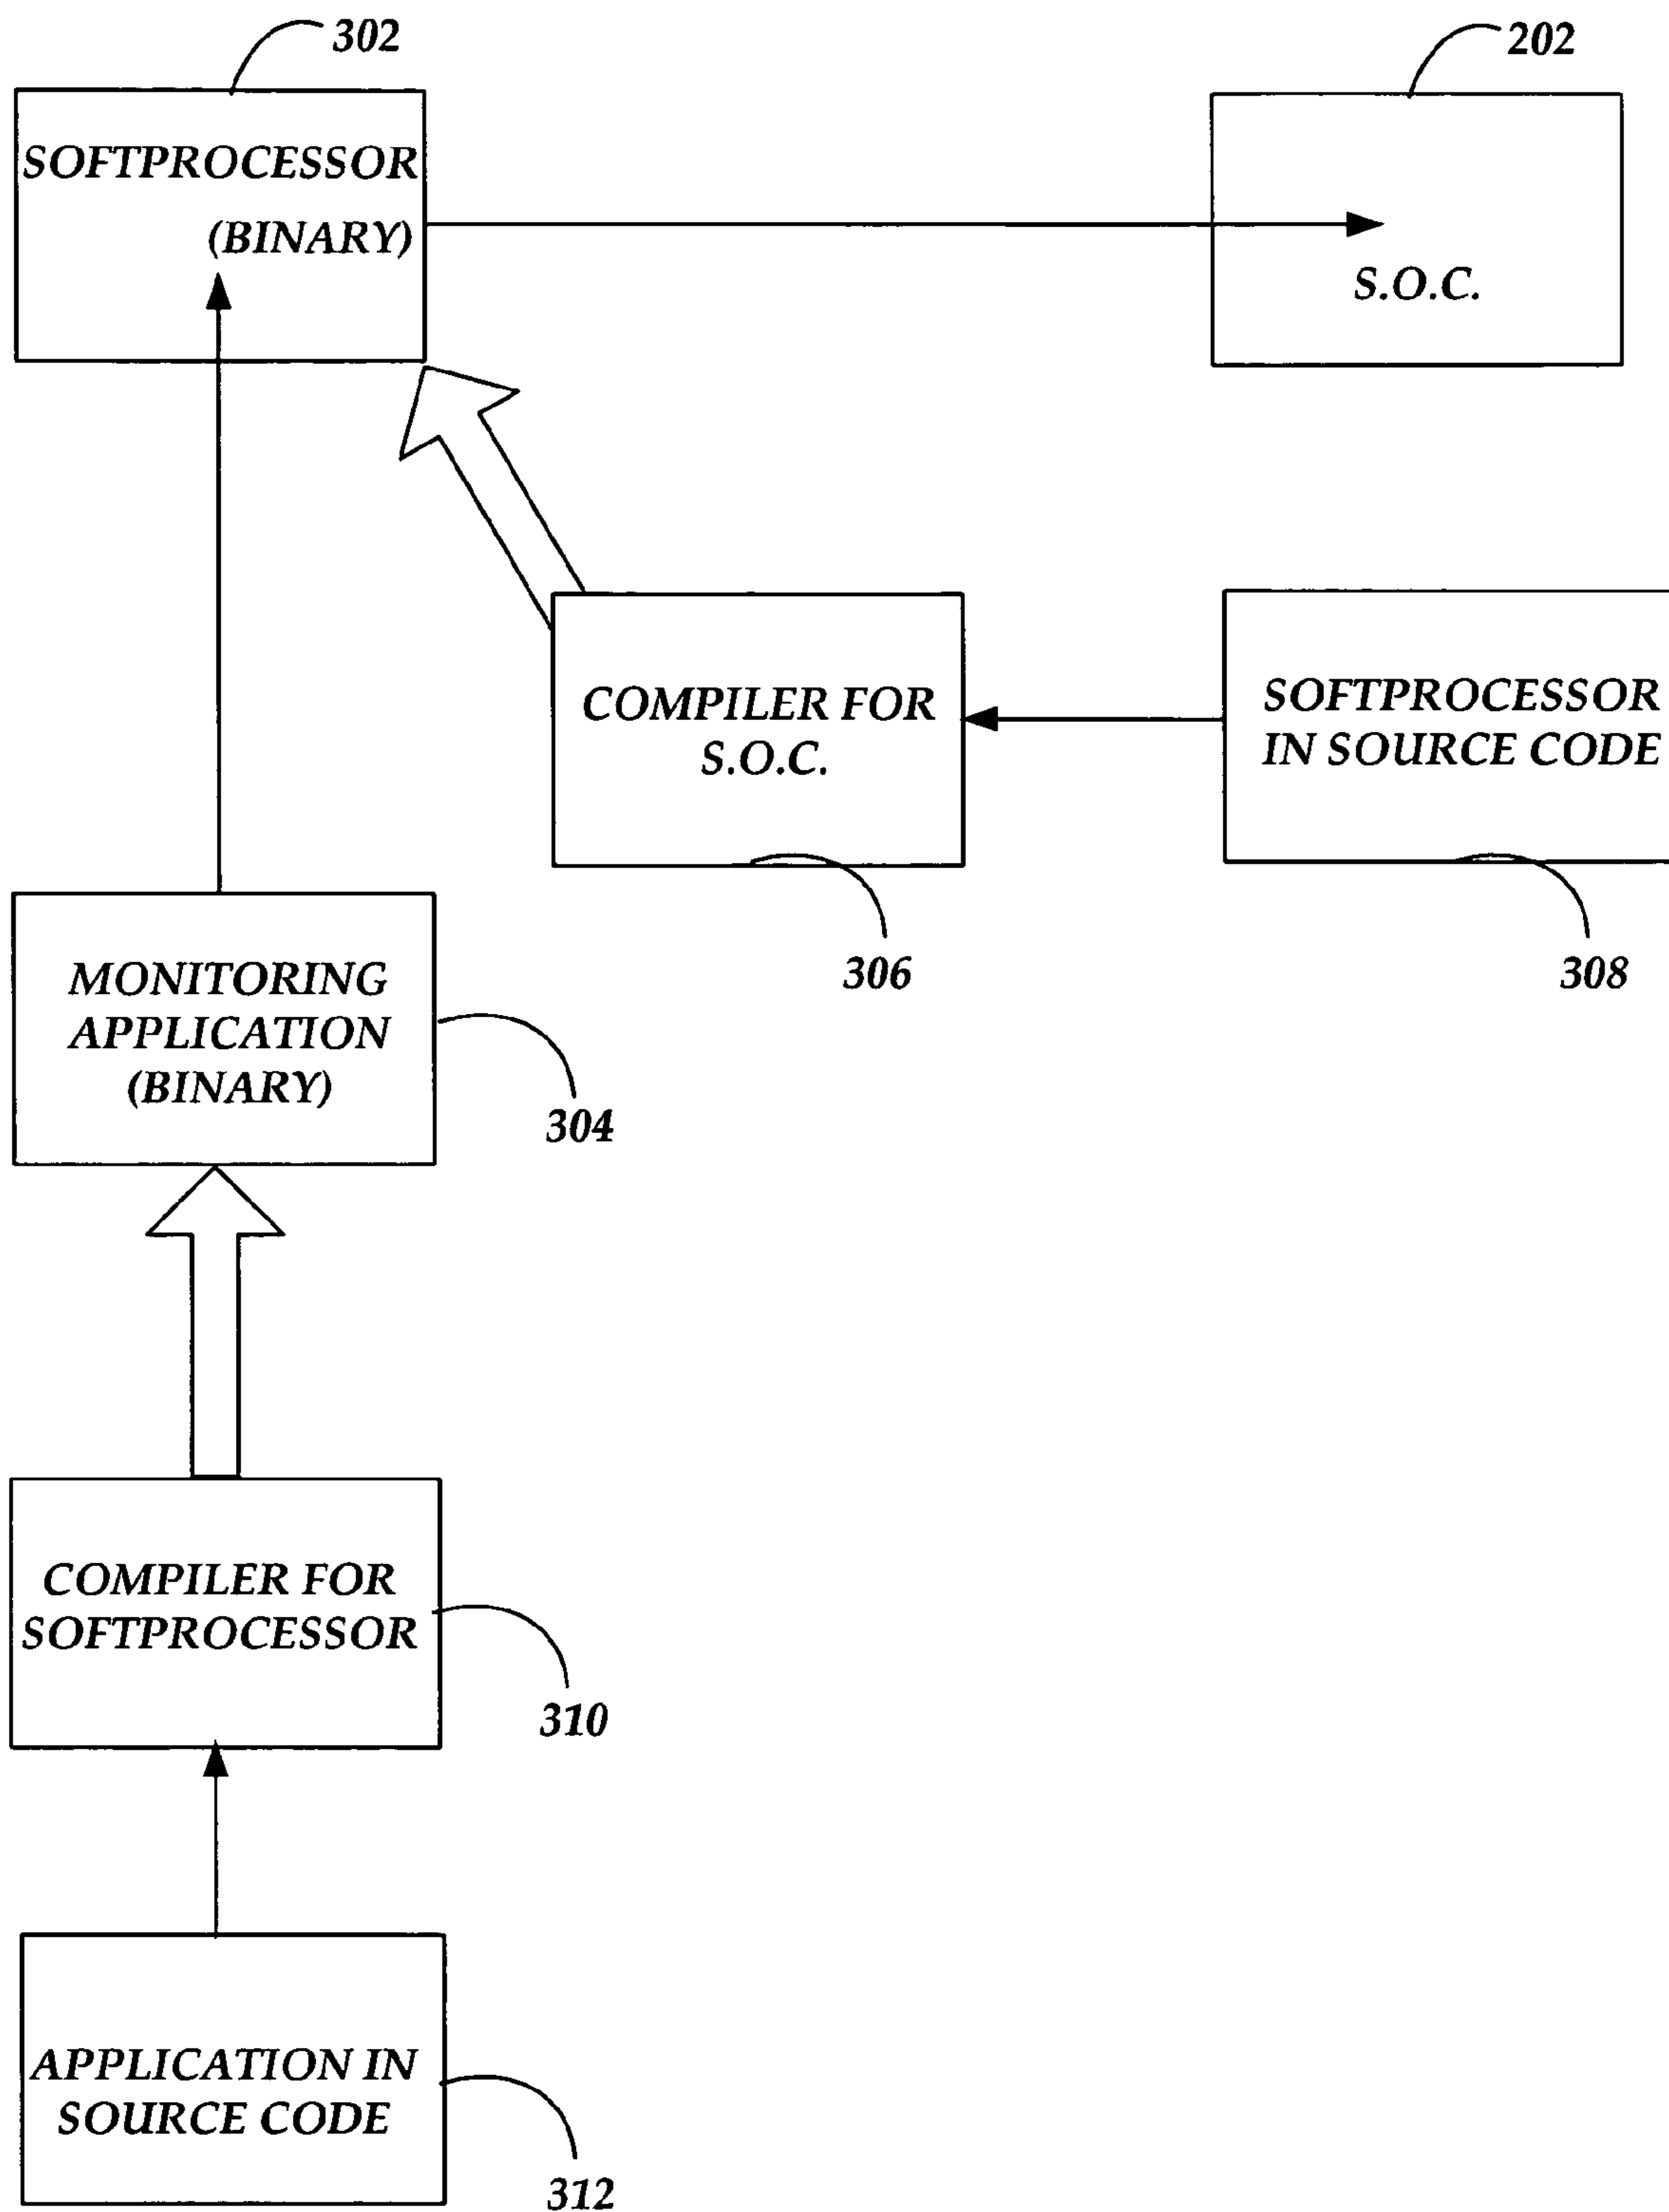 302
202
SOFTPROCESSOR
(BINARY)
S.O.C.
COMPILER FOR
S.O.C.
SOFTPROCESSOR
IN SOURCE CODE
306
308
MONITORING
APPLICATION
(BINARY)
304
COMPILER FOR
SOFTPROCESSOR
310
APPLICATION IN
SOURCE CODE
312